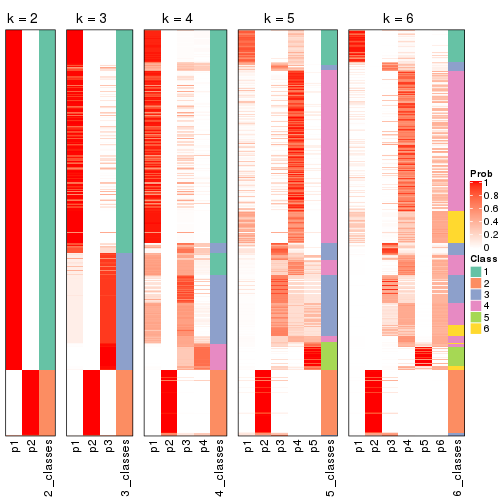 k = 2
k = 3
k = 4
k = 5
k = 6
p1
p2
2_classes
p1
p2
p3
3_classes
p1
p2
p3
p4
4_classes
p1
p2
p3
p4
p5
5_classes
p1
p2
p3
p4
p5
p6
6_classes
Prob
1
0.8
0.6
0.4
0.2
0
Class
1
2
3
4
5
6